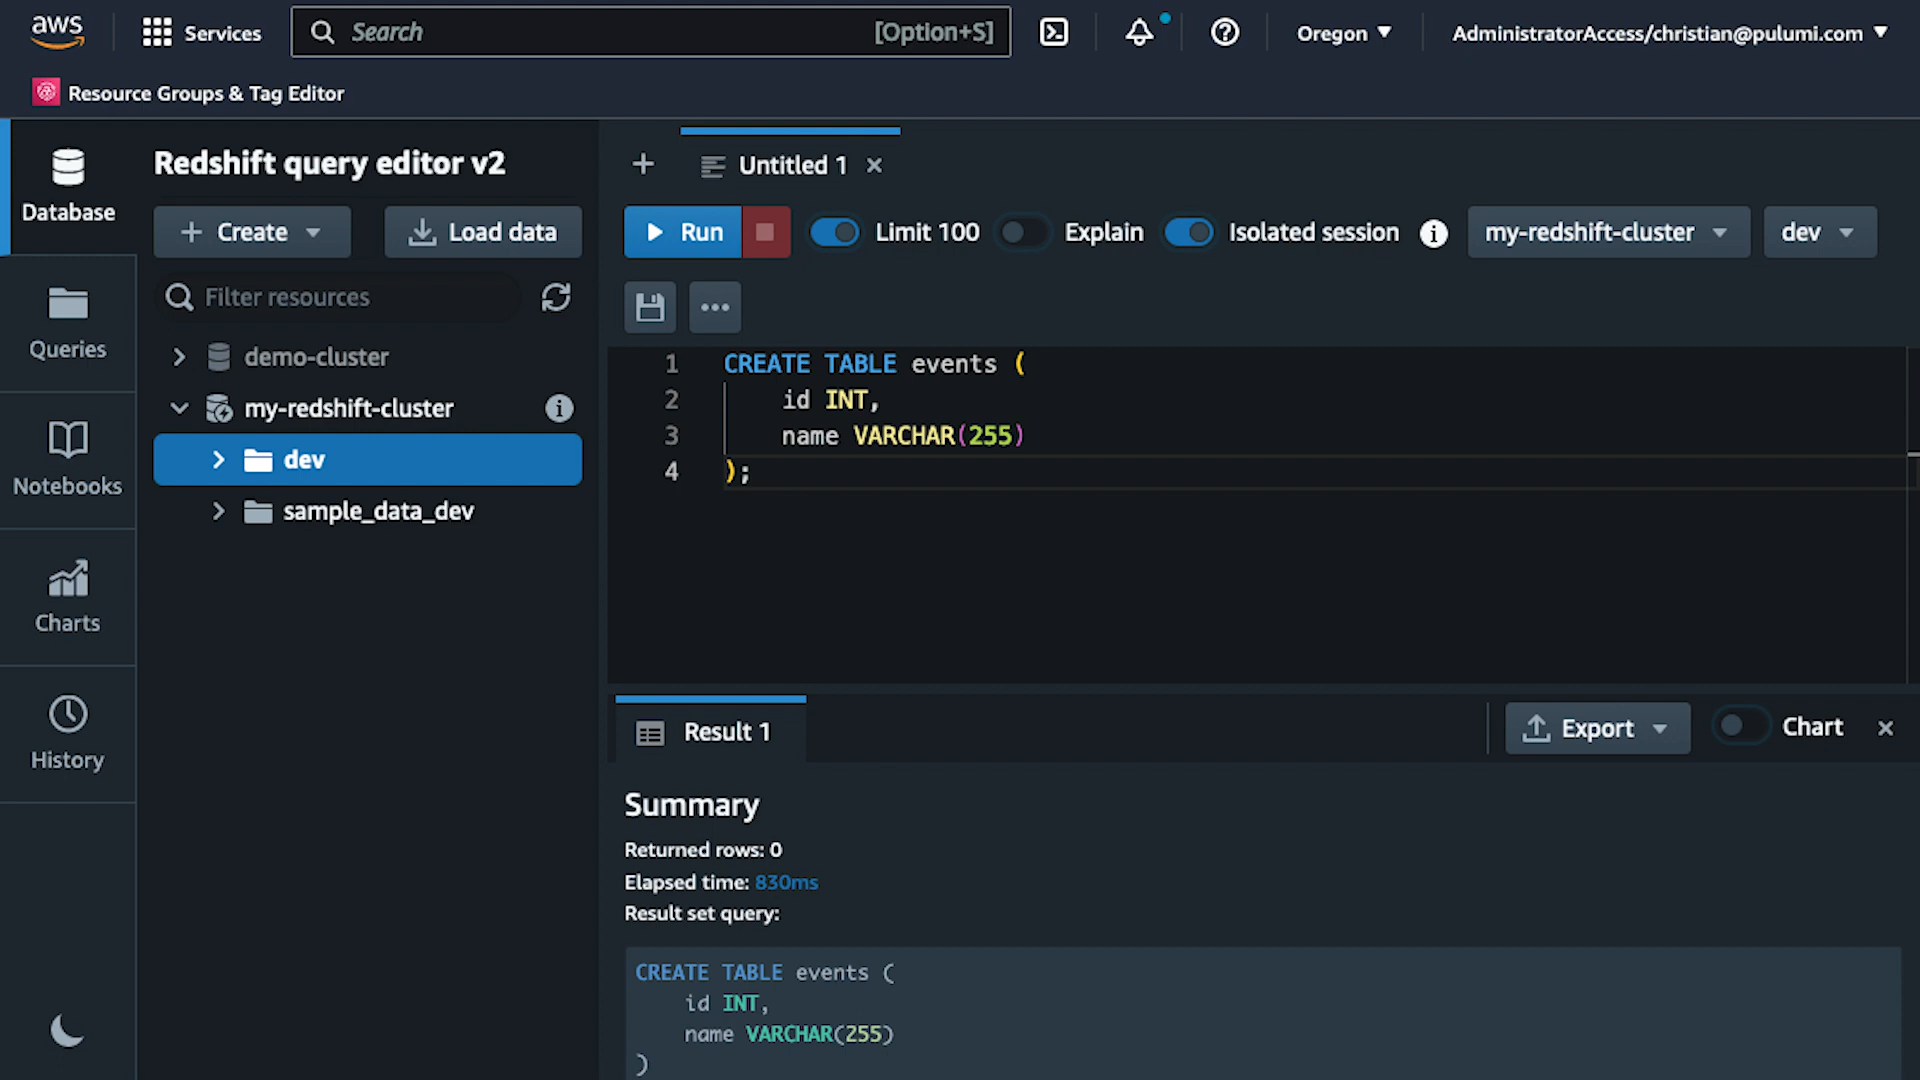 aws
Services
Search
[Option+S]
Oregon
AdministratorAccess/christian@pulumi.com
Resource Groups & Tag Editor
Database
Queries
Notebooks
Charts
History
Redshift query editor v2
Create
Load data
Filter resources
demo-cluster
my-redshift-cluster
dev
sample_data_dev
Untitled 1
Run
Limit 100
Explain
Isolated session
my-redshift-cluster
dev
1 CREATE TABLE events (
2 id INT,
3 name VARCHAR(255)
4 );
Result 1
Export
Chart
Summary
Returned rows: 0
Elapsed time: 830ms
Result set query:
CREATE TABLE events (
id INT,
name VARCHAR(255)
)